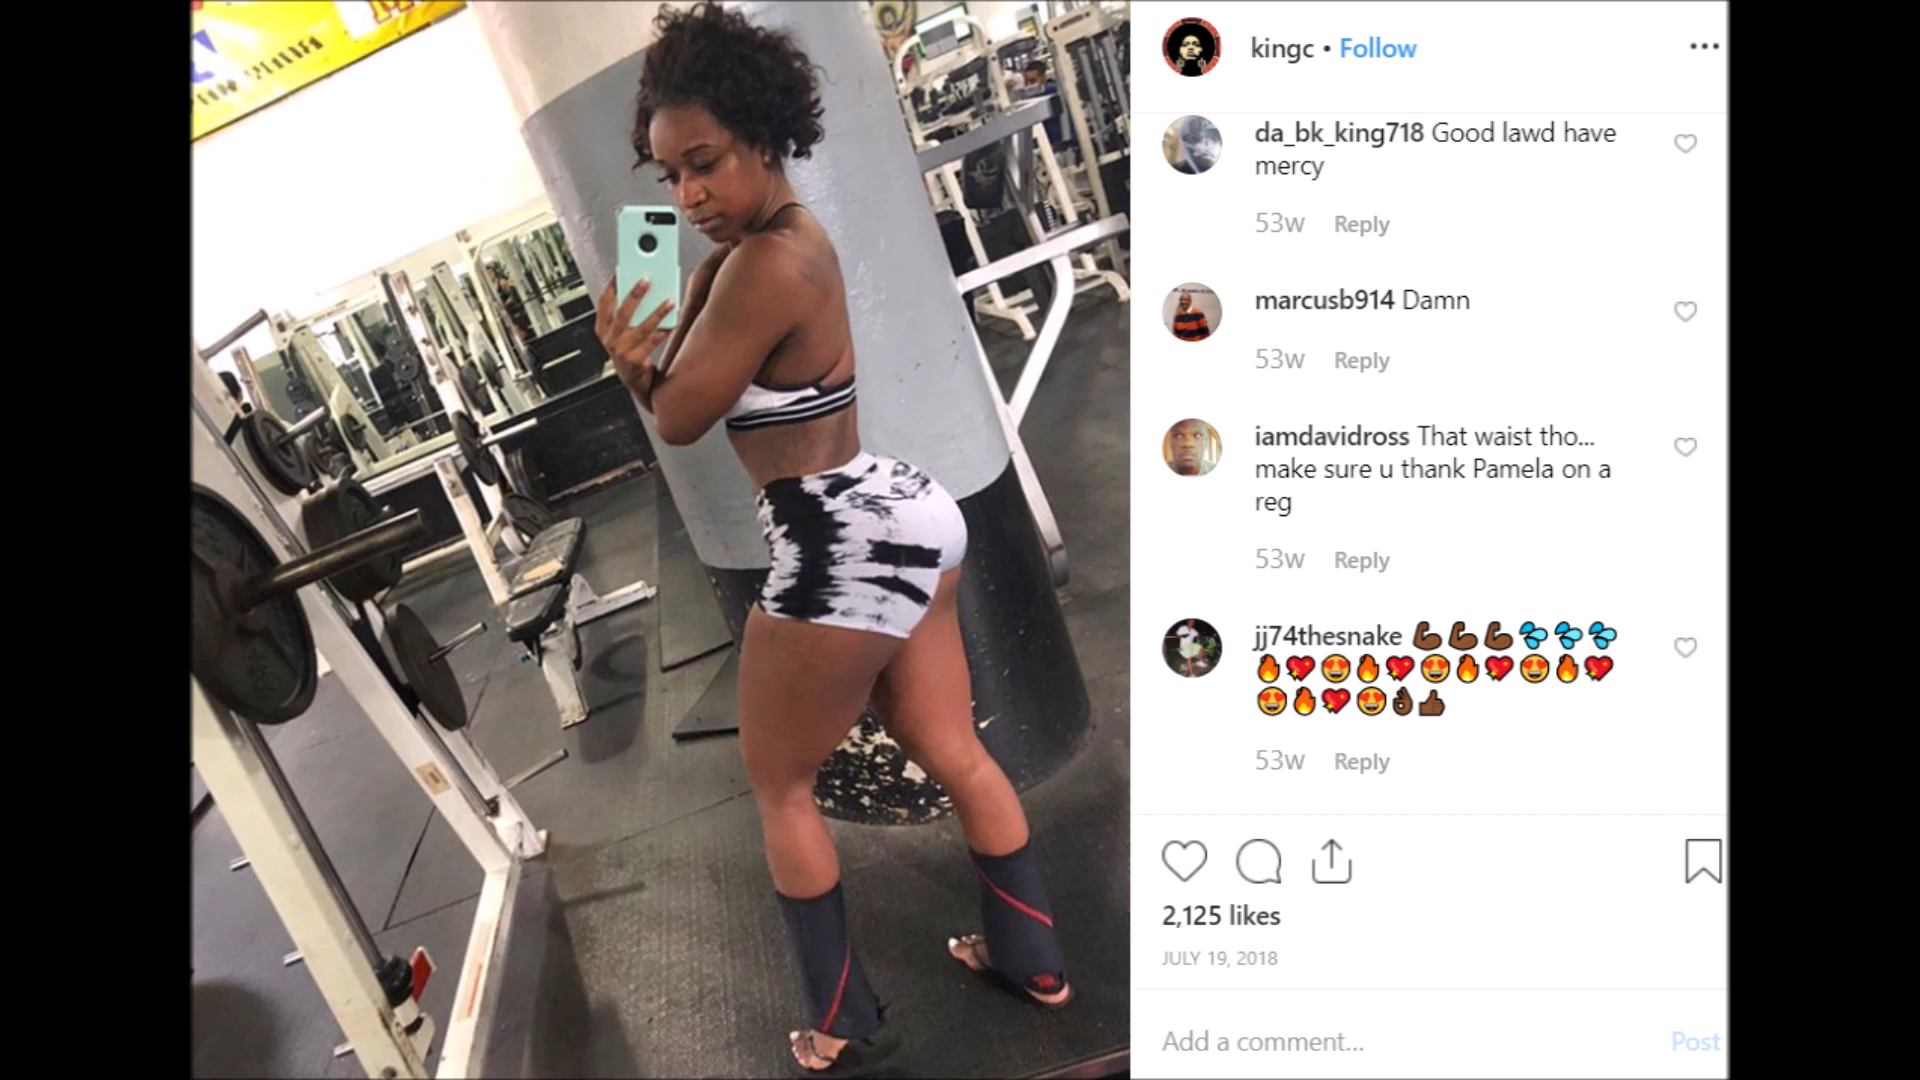 kingc • Follow
da_bk_king718 Good lawd have
mercy
53w Reply
marcusb914 Damn
53w Reply
iamdavidross That waist tho...
make sure u thank Pamela on a
reg
53w Reply
jj74thesnake 💪🏾💪🏾💪🏾💦💦💦
🔥💖😍🔥💖😍🔥💖😍🔥💖
😍🔥💖😍👌🏾👍🏾
53w Reply
2,125 likes
JULY 19, 2018
Add a comment... Post